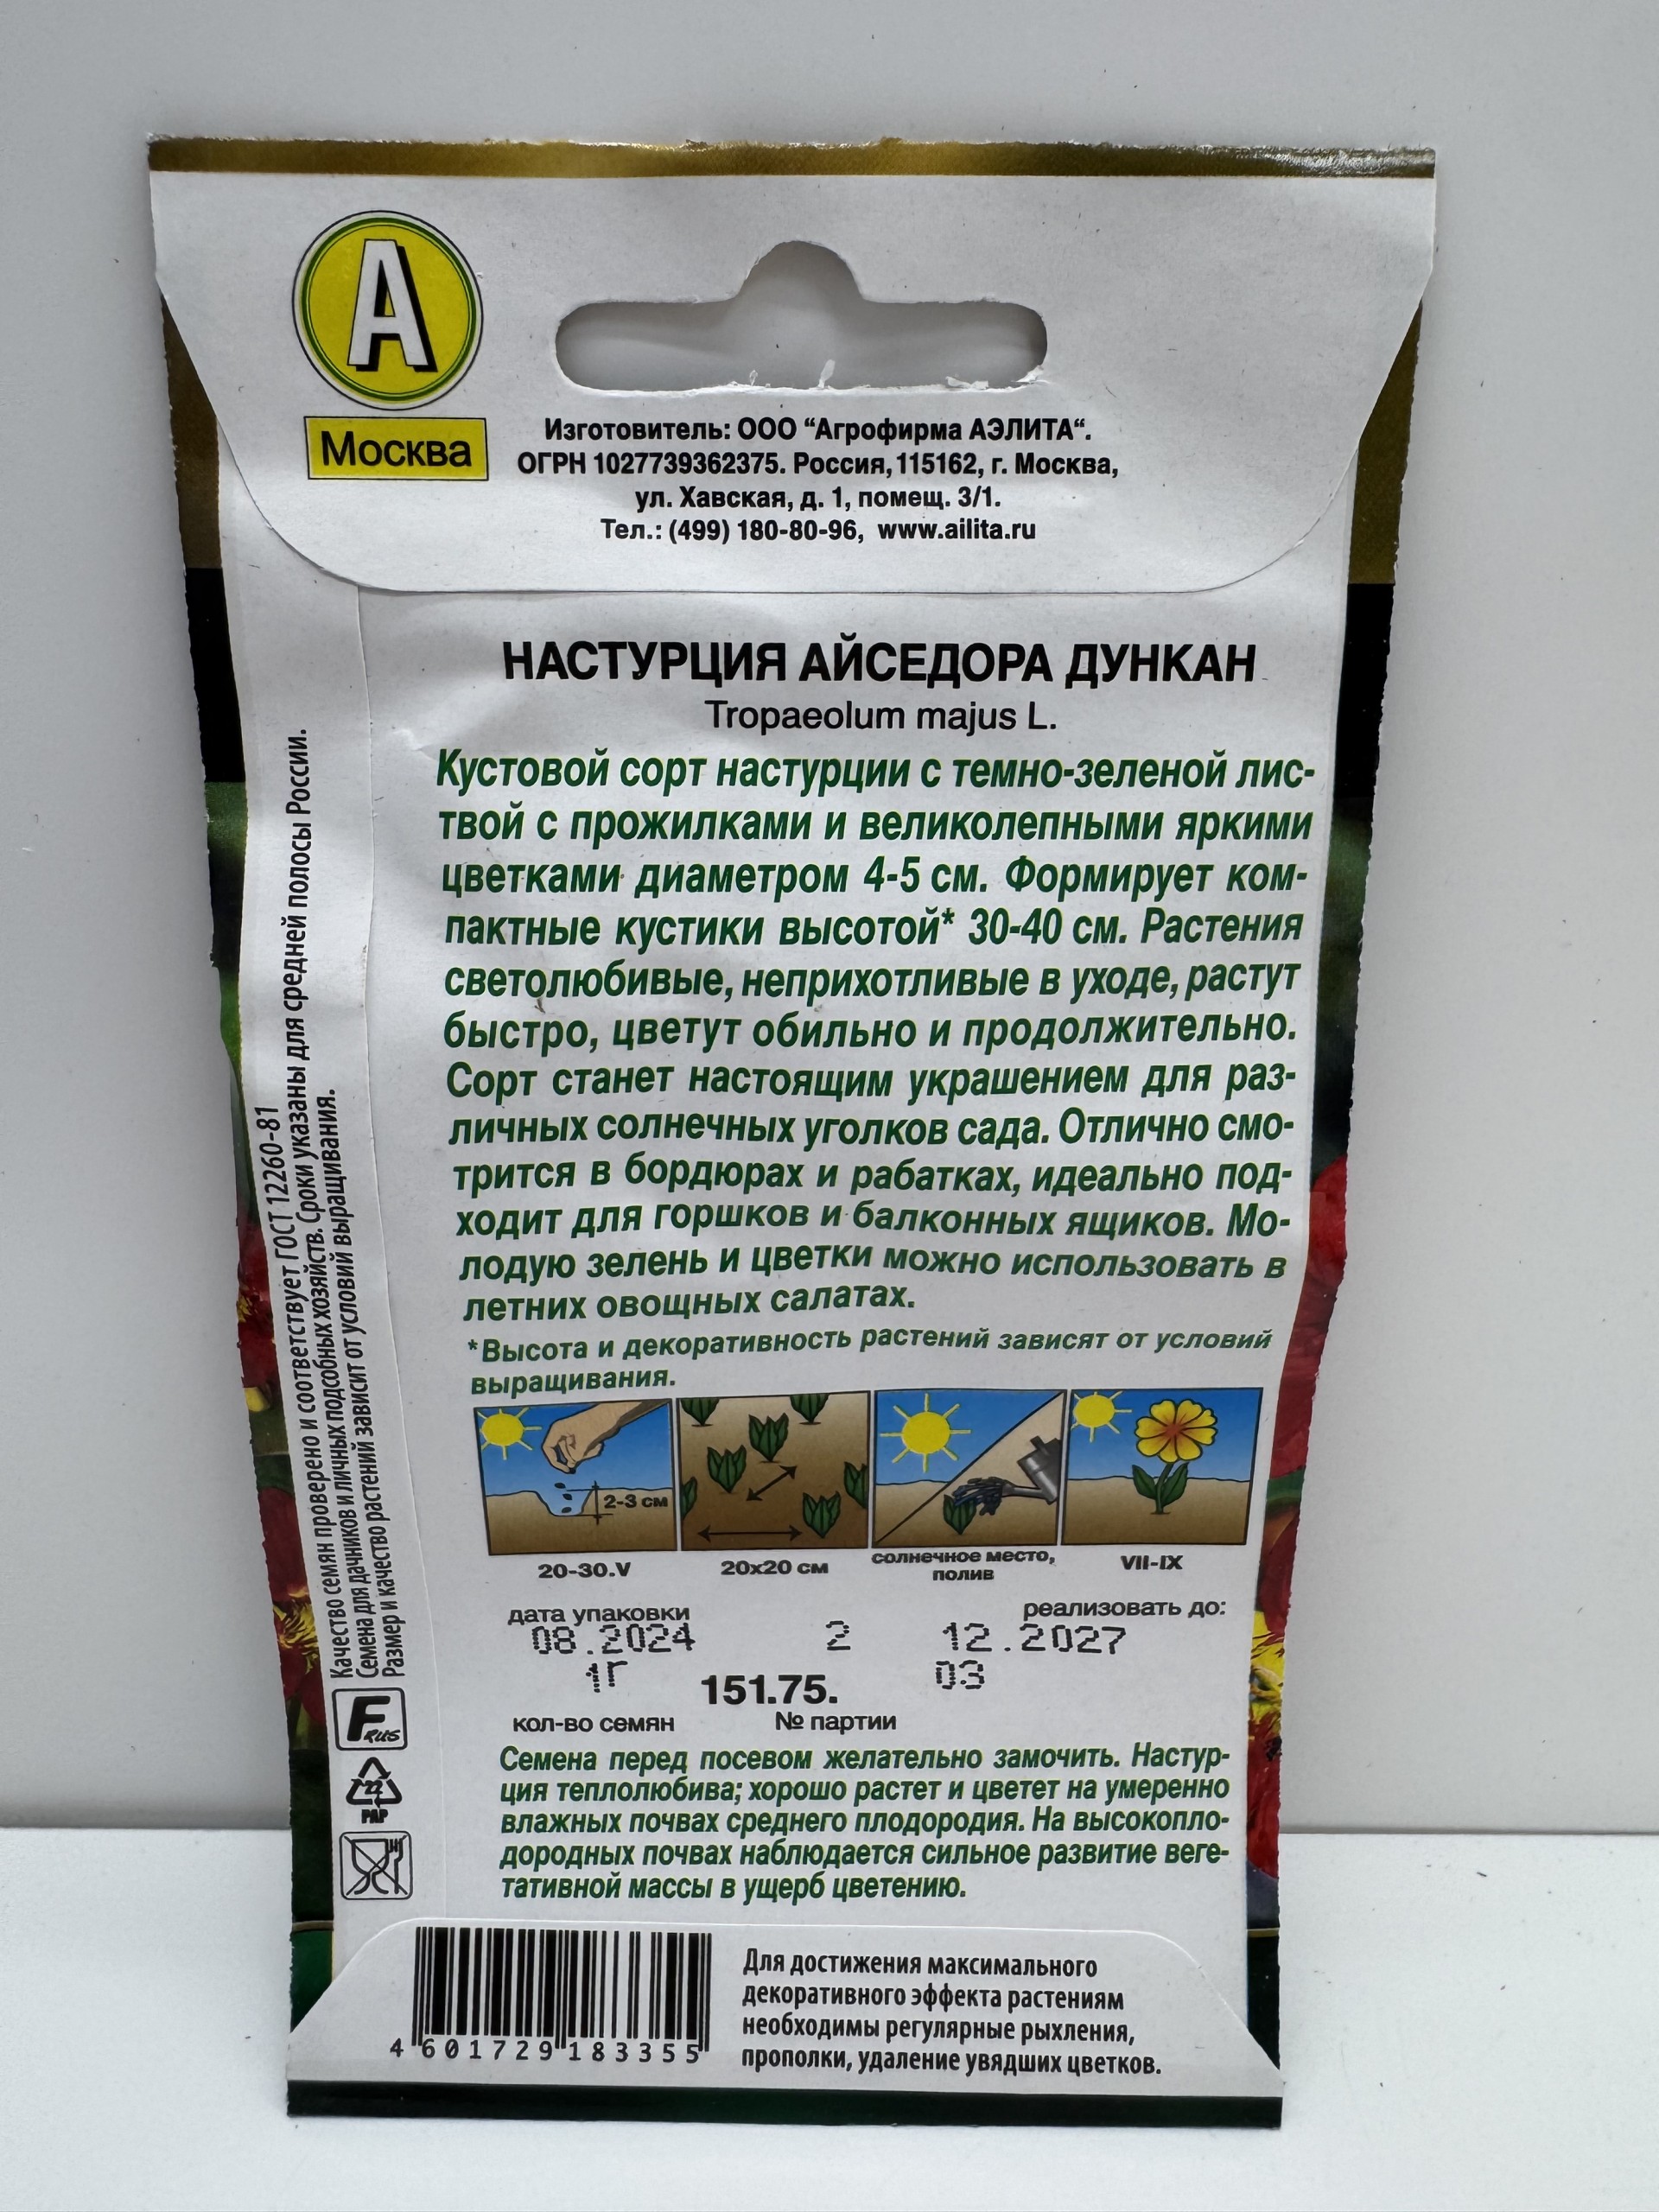 А
Москва
Изготовитель: ООО “Агрофирма АЭЛИТА“.
ОГРН 1027739362375. Россия, 115162, г. Москва,
ул. Хавская, д. 1, помещ. 3/1.
Тел.: (499) 180-80-96, www.ailita.ru
НАСТУРЦИЯ АЙСЕДОРА ДУНКАН
Tropaeolum majus L.
Кустовой сорт настурции с темно-зеленой лис-
твой с прожилками и великолепными яркими
цветками диаметром 4-5 см. Формирует ком-
пактные кустики высотой* 30-40 см. Растения
светолюбивые, неприхотливые в уходе, растут
быстро, цветут обильно и продолжительно.
Сорт станет настоящим украшением для раз-
личных солнечных уголков сада. Отлично смо-
трится в бордюрах и рабатках, идеально под-
ходит для горшков и балконных ящиков. Мо-
лодую зелень и цветки можно использовать в
летних овощных салатах.
*Высота и декоративность растений зависят от условий
выращивания.
2-3 см
20-30.V
20х20 см
солнечное место,
полив
VII-IX
дата упаковки
реализовать до:
08.2024 2 12.2027
1г 151.75. 03
кол-во семян № партии
Семена перед посевом желательно замочить. Настур-
ция теплолюбива; хорошо растет и цветет на умеренно
влажных почвах среднего плодородия. На высокопло-
дородных почвах наблюдается сильное развитие веге-
тативной массы в ущерб цветению.
Качество семян проверено и соответствует ГОСТ 12260-81
Семена для дачников и личных подсобных хозяйств. Сроки указаны для средней полосы России.
Размер и качество растений зависит от условий выращивания.
F RUS
22
PAP
4 601729 183355
Для достижения максимального
декоративного эффекта растениям
необходимы регулярные рыхления,
прополки, удаление увядших цветков.